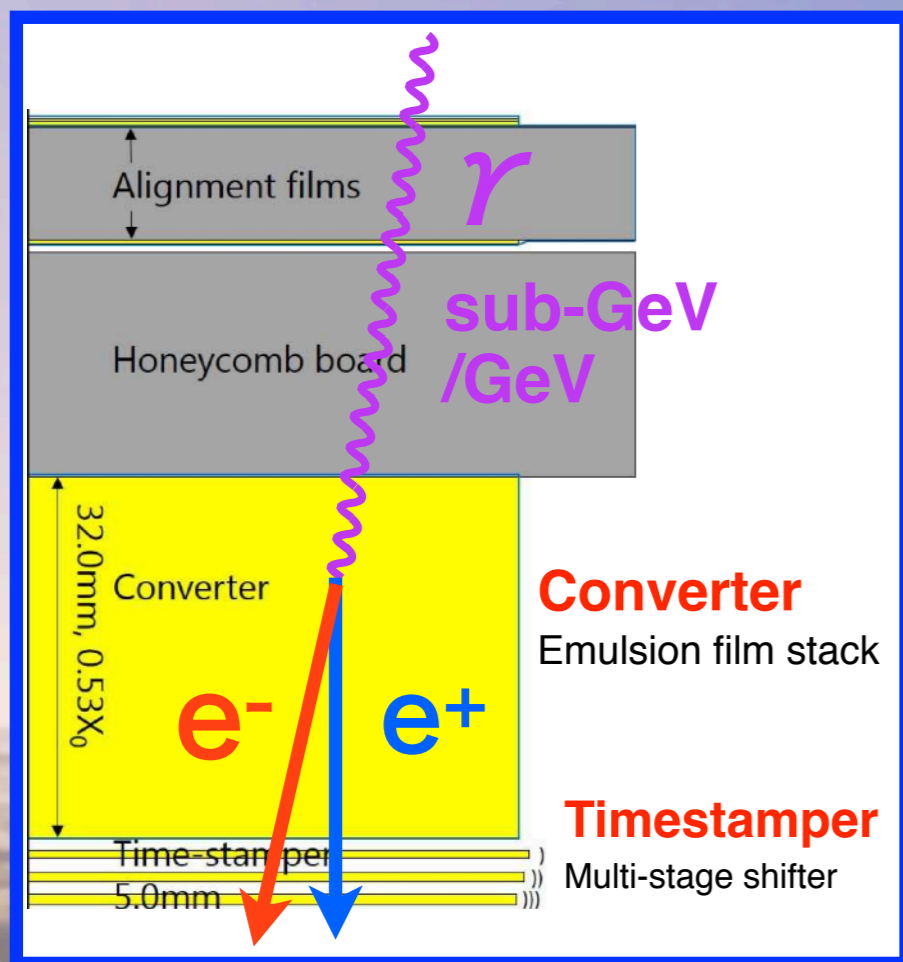 Alignment films
γ
sub-GeV
/GeV
Honeycomb board
32.0mm, 0.53X₀
Converter
Converter
Emulsion film stack
e⁻
e⁺
Timestamper
Time-stamper
)
Multi-stage shifter
))
5.0mm
)))